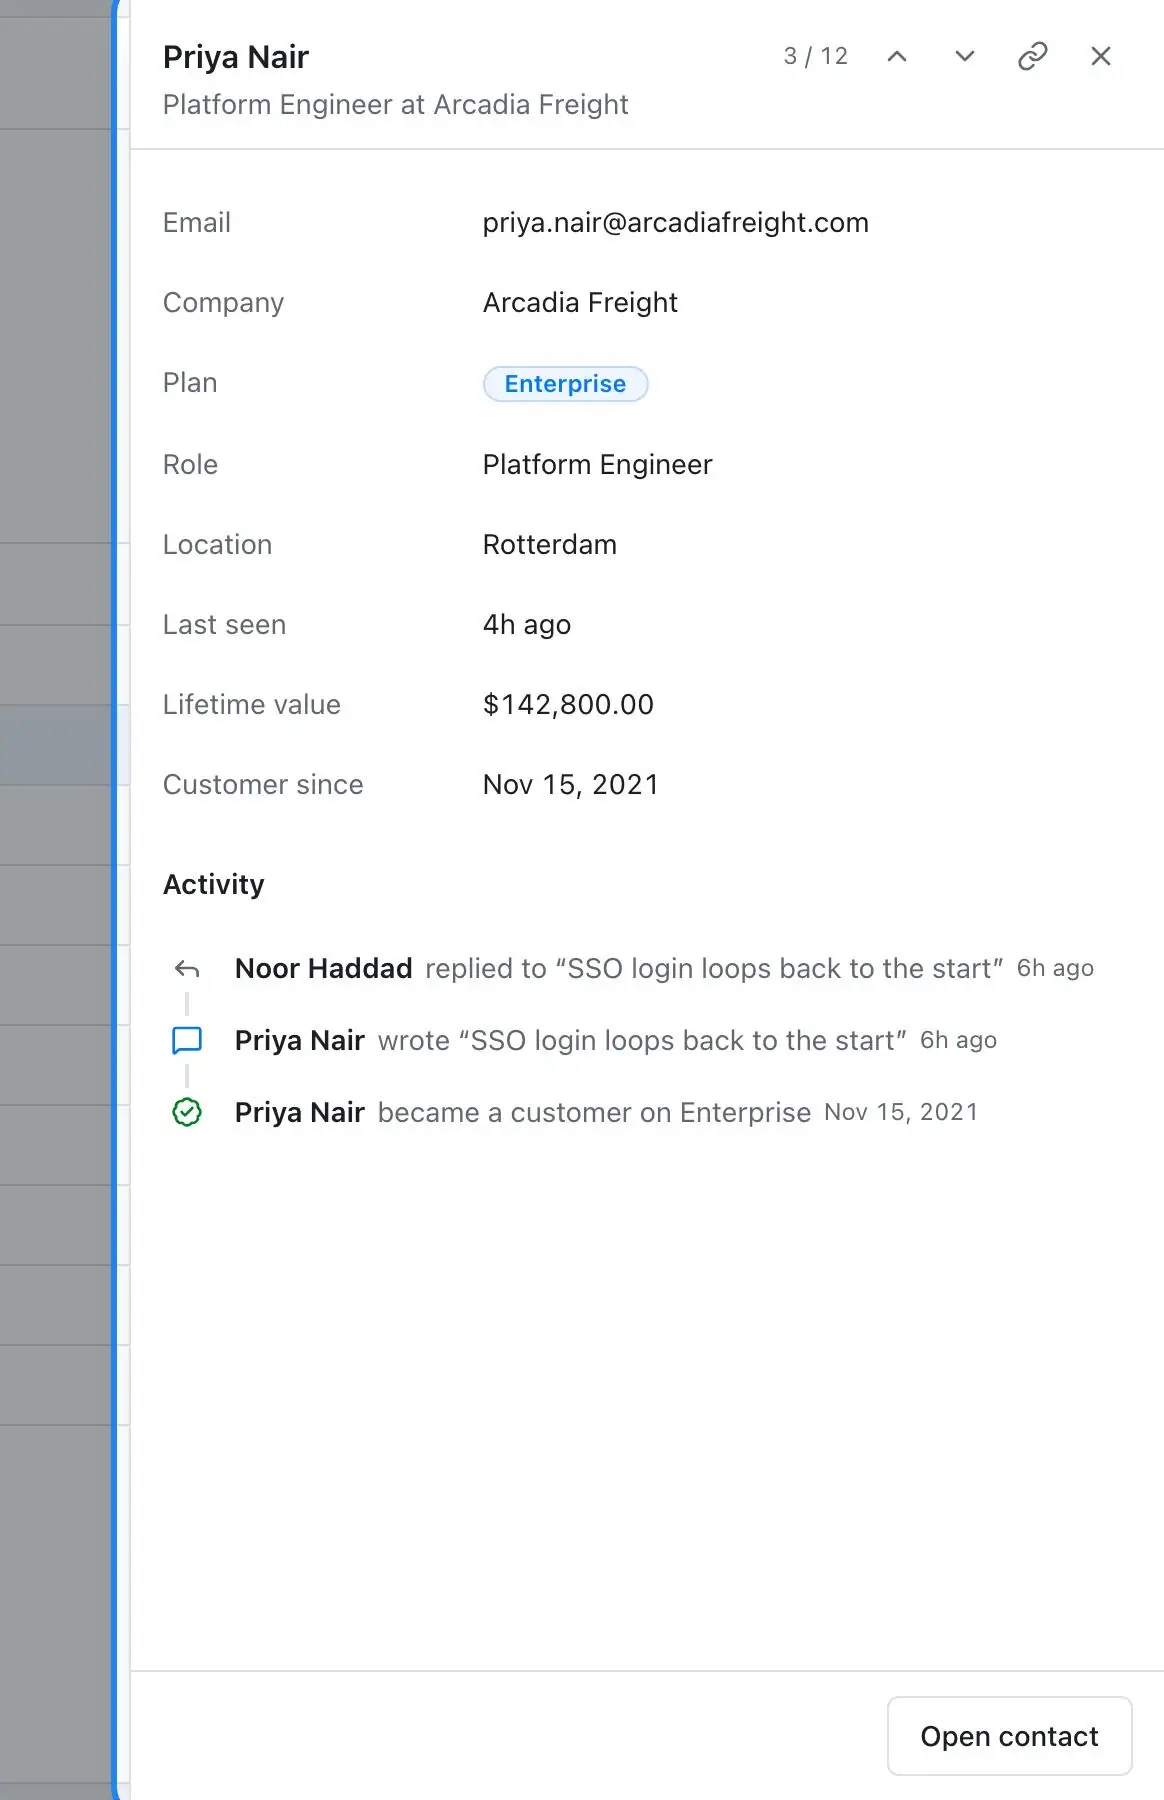 Priya Nair
3 / 12
Platform Engineer at Arcadia Freight
Email priya.nair@arcadiafreight.com
Company Arcadia Freight
Plan Enterprise
Role Platform Engineer
Location Rotterdam
Last seen 4h ago
Lifetime value $142,800.00
Customer since Nov 15, 2021
Activity
Noor Haddad replied to “SSO login loops back to the start” 6h ago
Priya Nair wrote “SSO login loops back to the start” 6h ago
Priya Nair became a customer on Enterprise Nov 15, 2021
Open contact